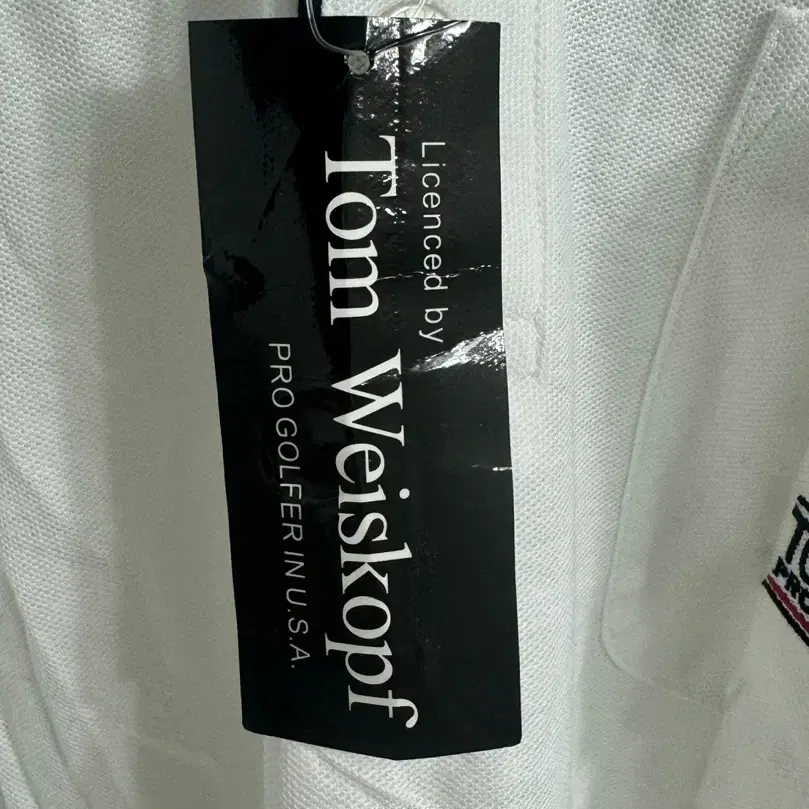 Licenced by
Tom Weiskopf
PRO GOLFER IN U.S.A.